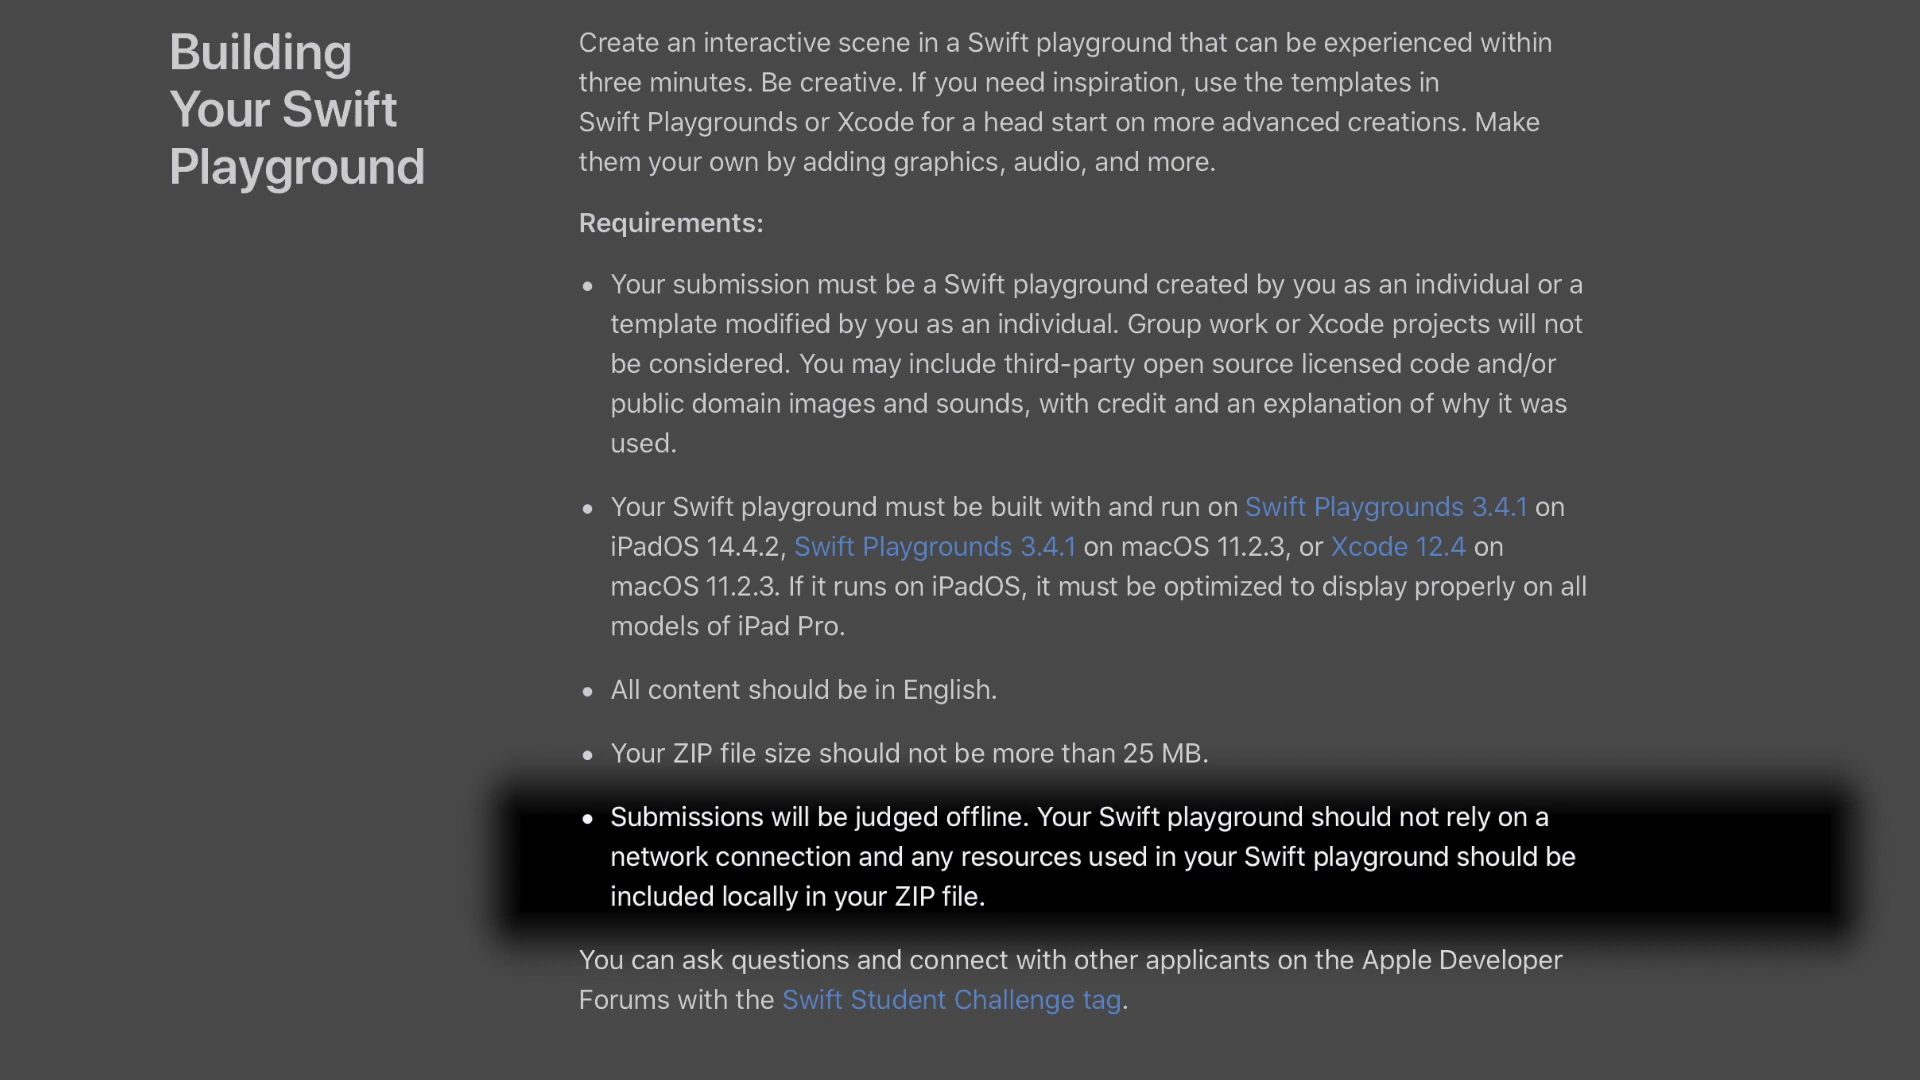 Building
Your Swift
Playground
Create an interactive scene in a Swift playground that can be experienced within
three minutes. Be creative. If you need inspiration, use the templates in
Swift Playgrounds or Xcode for a head start on more advanced creations. Make
them your own by adding graphics, audio, and more.
Requirements:
• Your submission must be a Swift playground created by you as an individual or a
template modified by you as an individual. Group work or Xcode projects will not
be considered. You may include third-party open source licensed code and/or
public domain images and sounds, with credit and an explanation of why it was
used.
• Your Swift playground must be built with and run on Swift Playgrounds 3.4.1 on
iPadOS 14.4.2, Swift Playgrounds 3.4.1 on macOS 11.2.3, or Xcode 12.4 on
macOS 11.2.3. If it runs on iPadOS, it must be optimized to display properly on all
models of iPad Pro.
• All content should be in English.
• Your ZIP file size should not be more than 25 MB.
• Submissions will be judged offline. Your Swift playground should not rely on a
network connection and any resources used in your Swift playground should be
included locally in your ZIP file.
You can ask questions and connect with other applicants on the Apple Developer
Forums with the Swift Student Challenge tag.